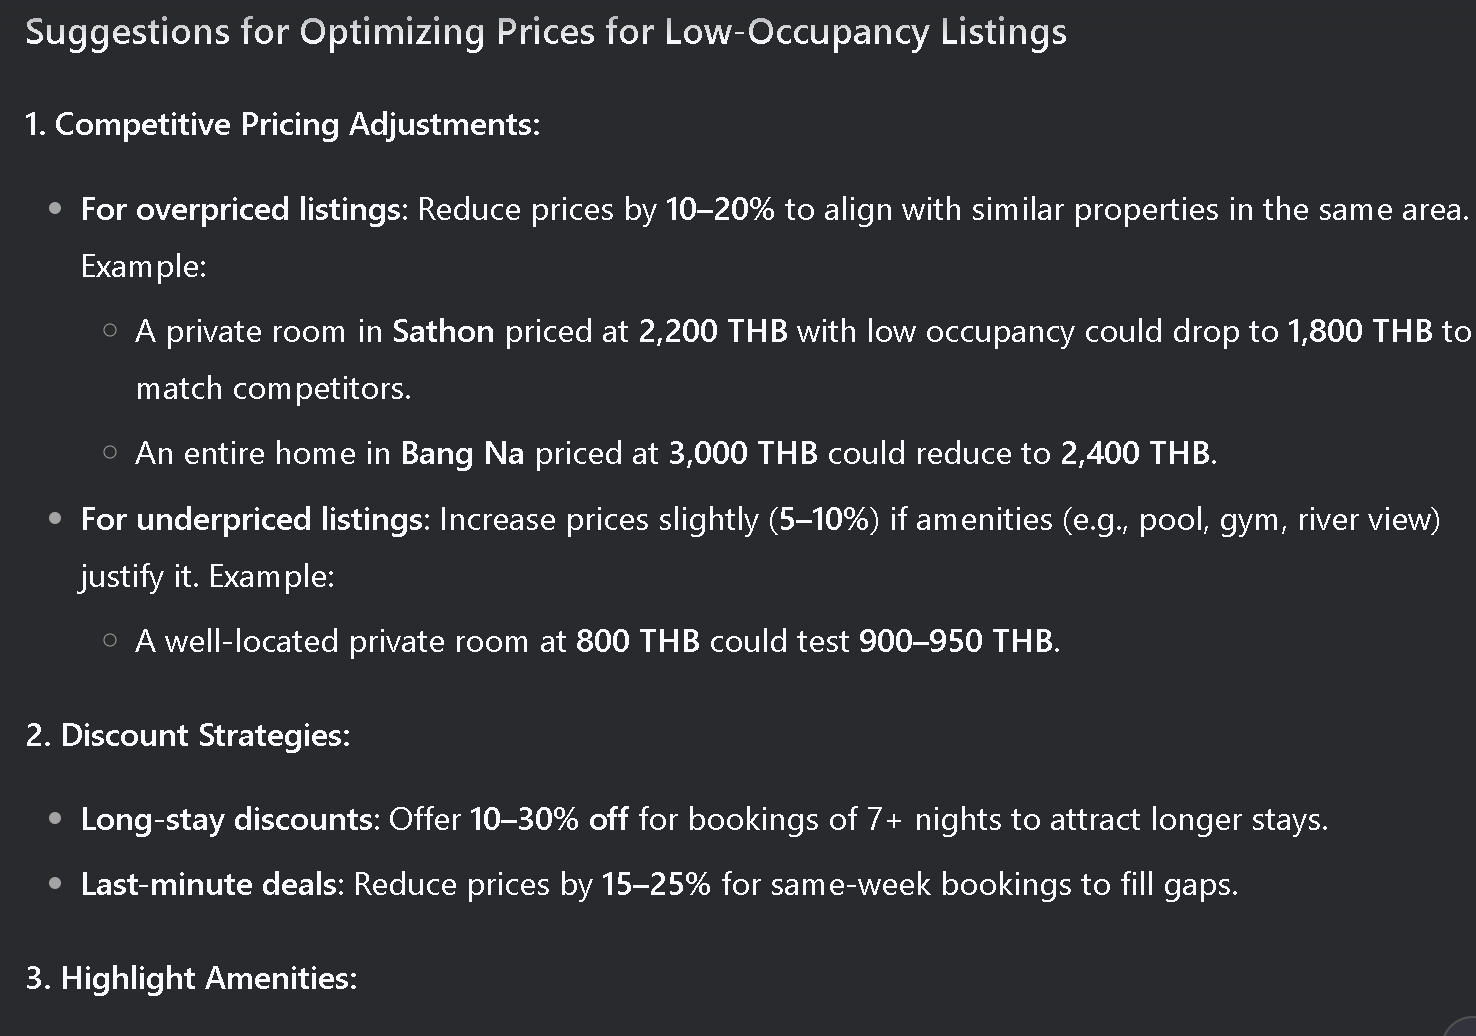 Suggestions for Optimizing Prices for Low-Occupancy Listings
1. Competitive Pricing Adjustments:
For overpriced listings: Reduce prices by 10–20% to align with similar properties in the same area.
Example:
A private room in Sathon priced at 2,200 THB with low occupancy could drop to 1,800 THB to
match competitors.
An entire home in Bang Na priced at 3,000 THB could reduce to 2,400 THB.
For underpriced listings: Increase prices slightly (5–10%) if amenities (e.g., pool, gym, river view)
justify it. Example:
A well-located private room at 800 THB could test 900–950 THB.
2. Discount Strategies:
Long-stay discounts: Offer 10–30% off for bookings of 7+ nights to attract longer stays.
Last-minute deals: Reduce prices by 15–25% for same-week bookings to fill gaps.
3. Highlight Amenities: